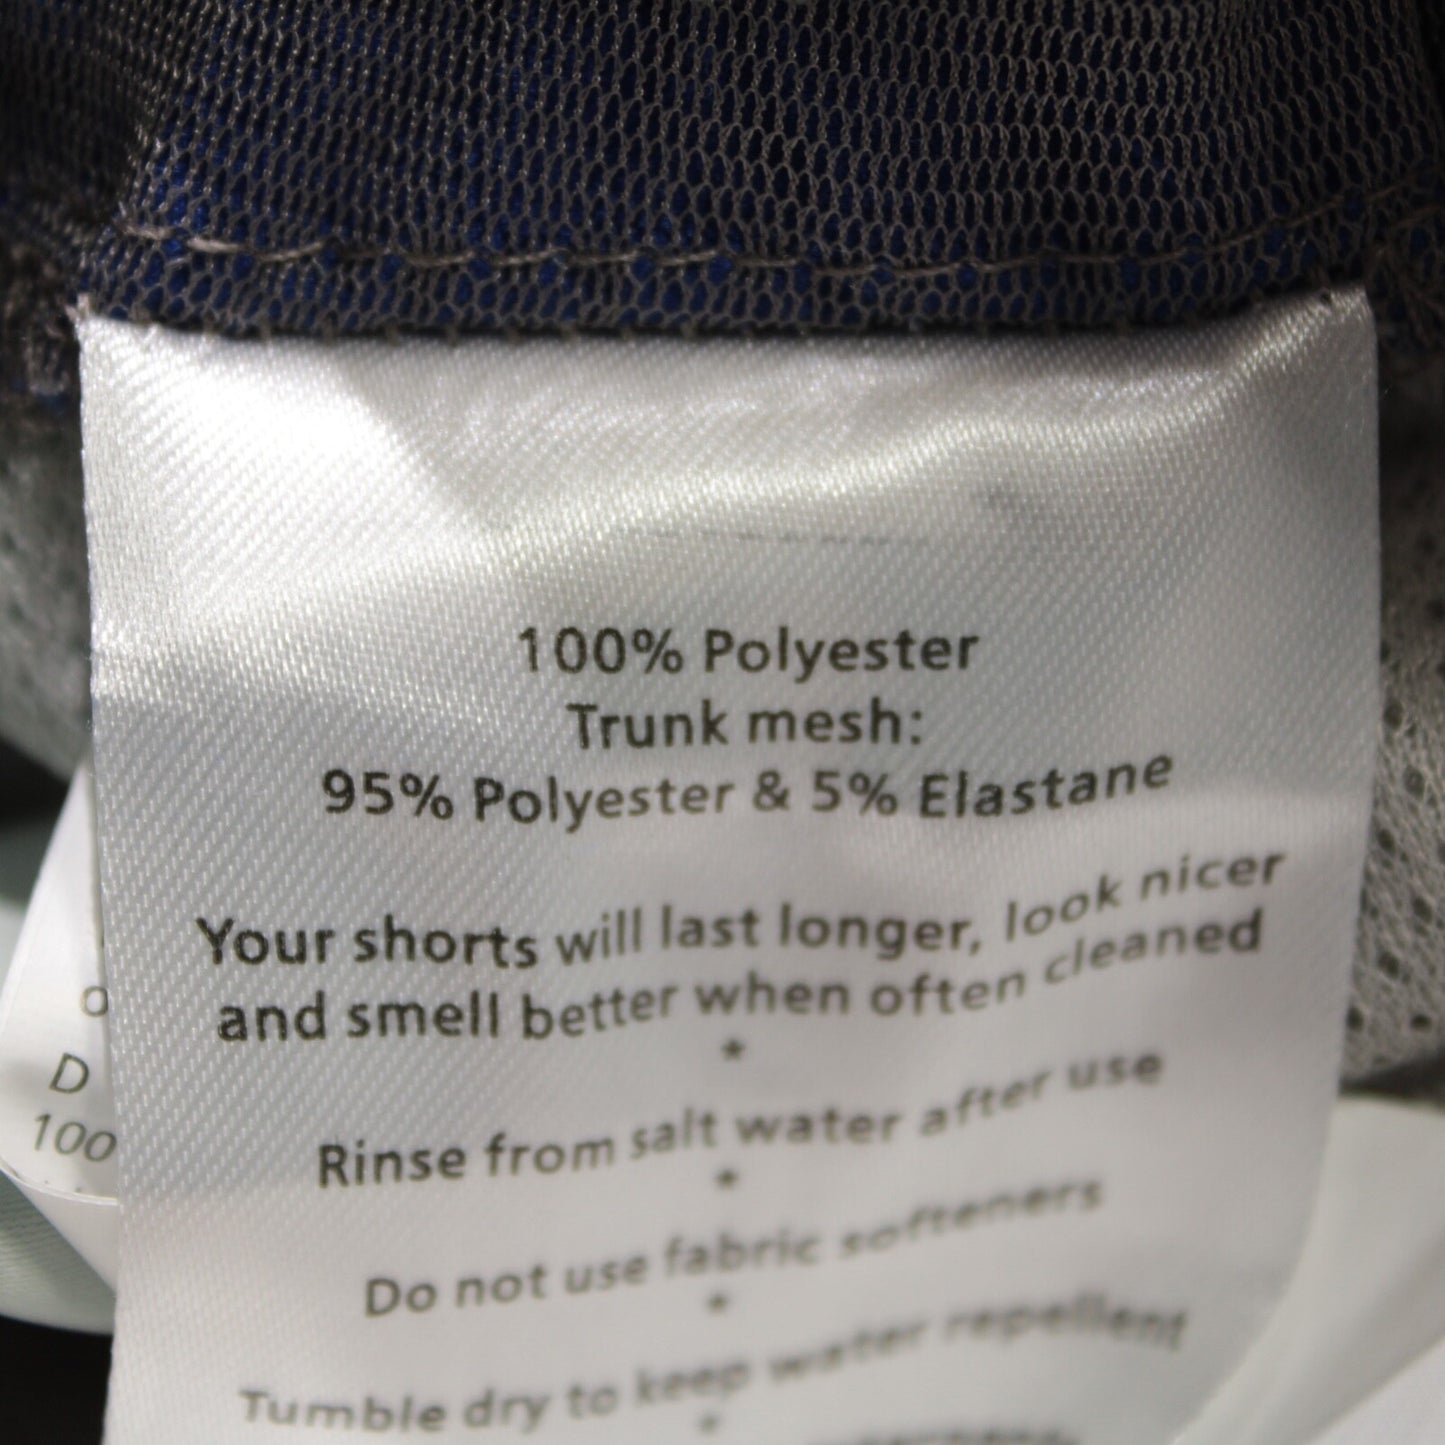 100% Polyester
Trunk mesh:
95% Polyester & 5% Elastane
Your shorts will last longer, look nicer
and smell better when often cleaned
*
Rinse from salt water after use
*
Do not use fabric softeners
*
Tumble dry to keep water repellent
*
D
100